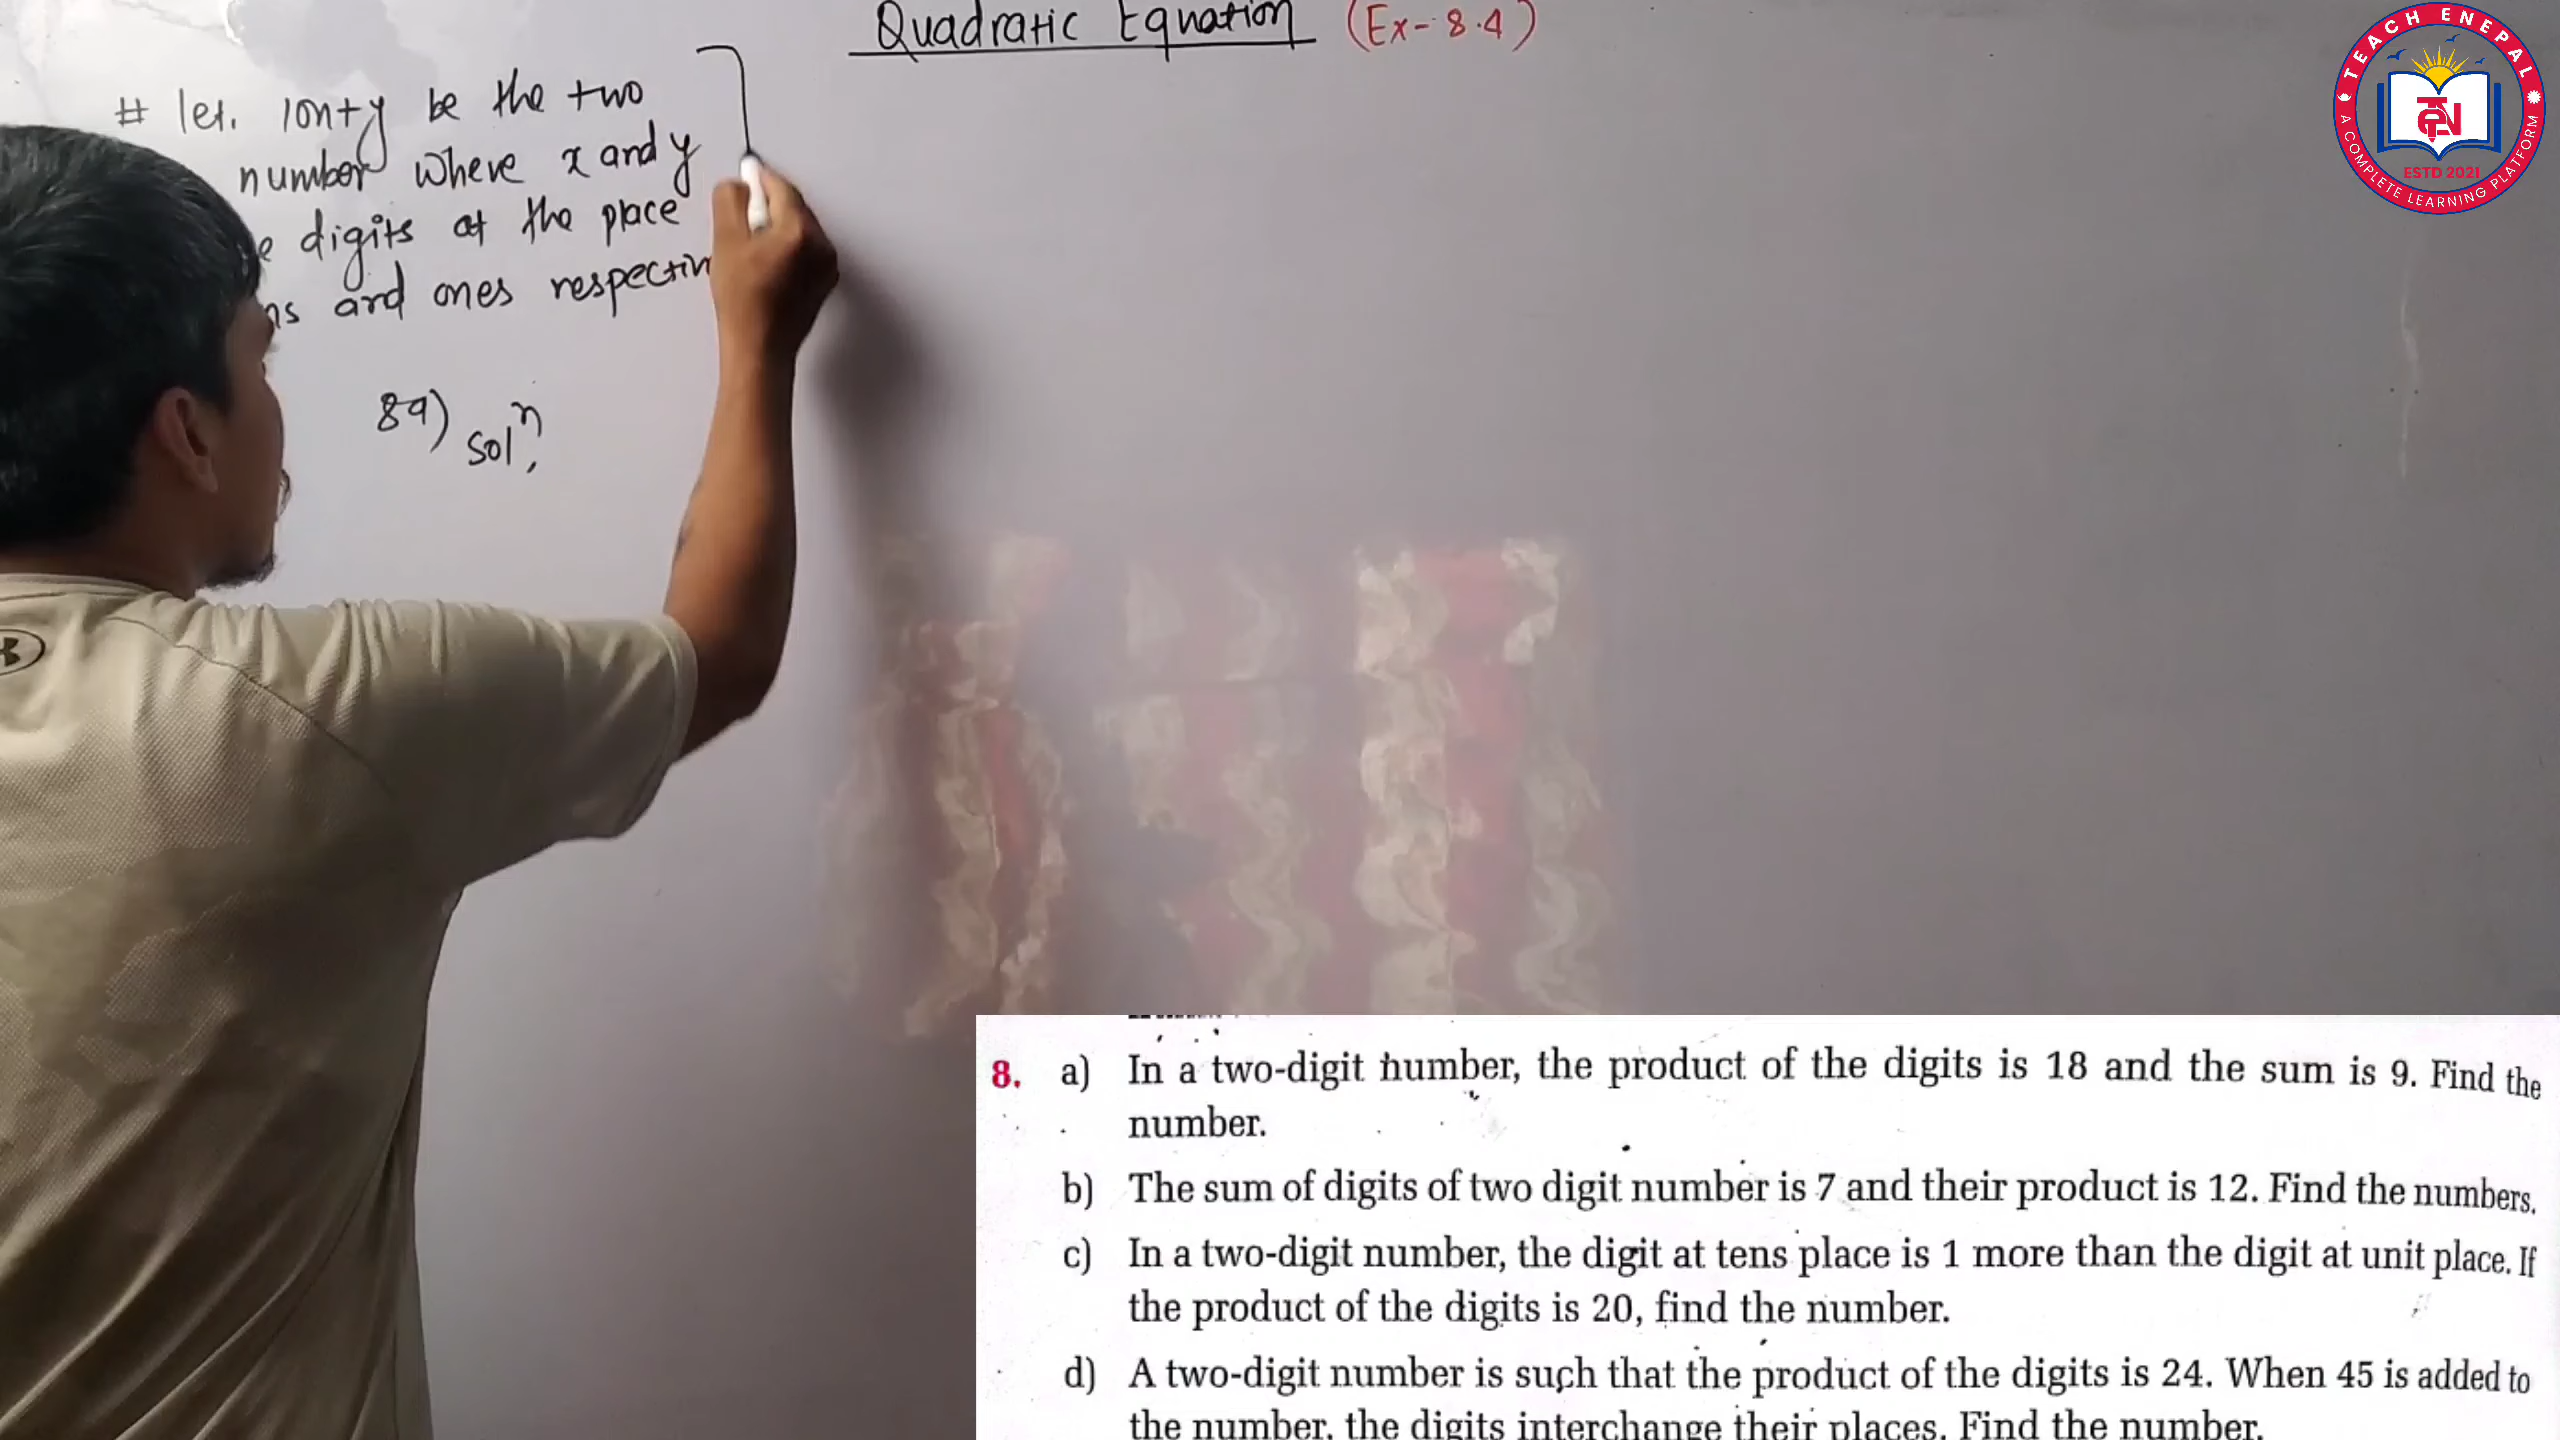 Quadratic Equation (Ex-8.4)
# let. 10x+y be the two
number where x and y
digits at the place
and ones respectiv
8a) Solⁿ,
TEACH ENEPAL
A COMPLETE LEARNING PLATFORM
ESTD 2021
8. a) In a two-digit number, the product of the digits is 18 and the sum is 9. Find the
number.
b) The sum of digits of two digit number is 7 and their product is 12. Find the numbers.
c) In a two-digit number, the digit at tens place is 1 more than the digit at unit place. If
the product of the digits is 20, find the number.
d) A two-digit number is such that the product of the digits is 24. When 45 is added to
the number, the digits interchange their places. Find the number.